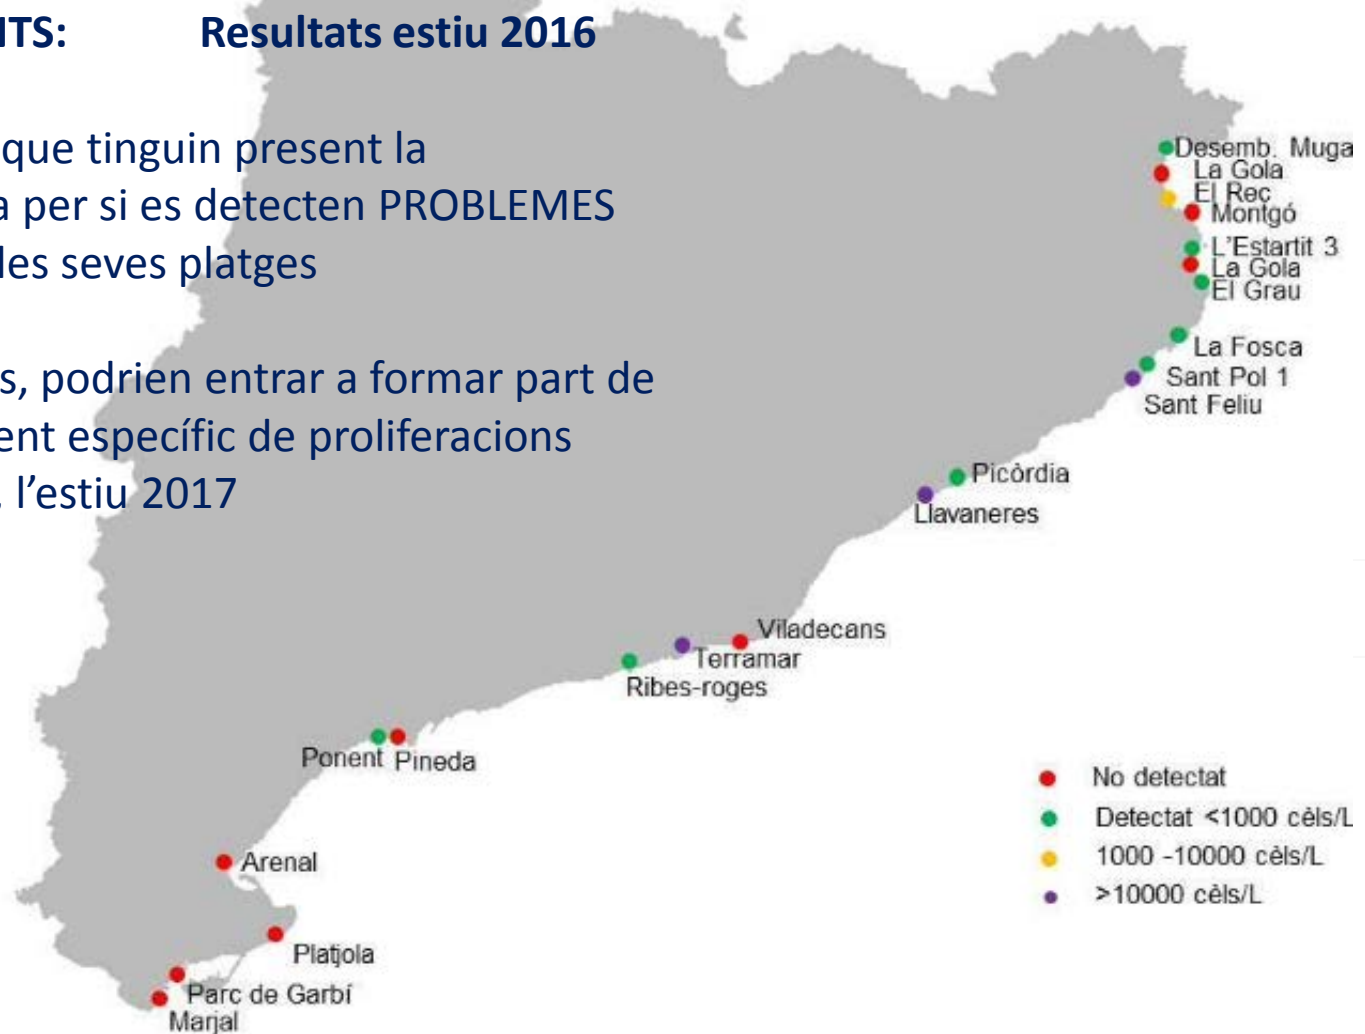 ITS: Resultats estiu 2016
que tinguin present la
a per si es detecten PROBLEMES
les seves platges
s, podrien entrar a formar part de
ent específic de proliferacions
l'estiu 2017
Desemb. Muga
La Gola
El Rec
Montgó
L'Estartit 3
La Gola
El Grau
La Fosca
Sant Pol 1
Sant Feliu
Picòrdia
Llavaneres
Viladecans
Terramar
Ribes-roges
Ponent Pineda
Arenal
Platjola
Parc de Garbí
Marjal
No detectat
Detectat <1000 cèls/L
1000 -10000 cèls/L
>10000 cèls/L